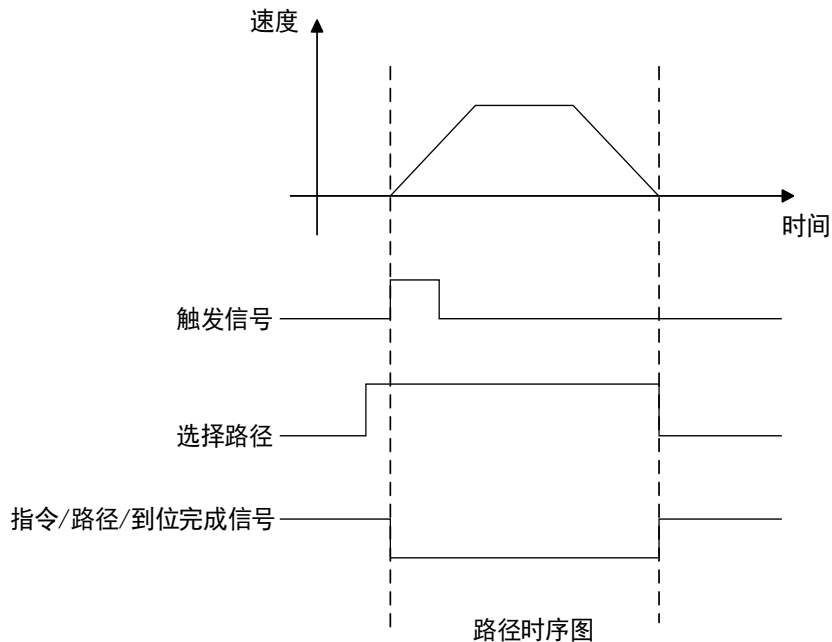 速度
时间
触发信号
选择路径
指令/路径/到位完成信号
路径时序图